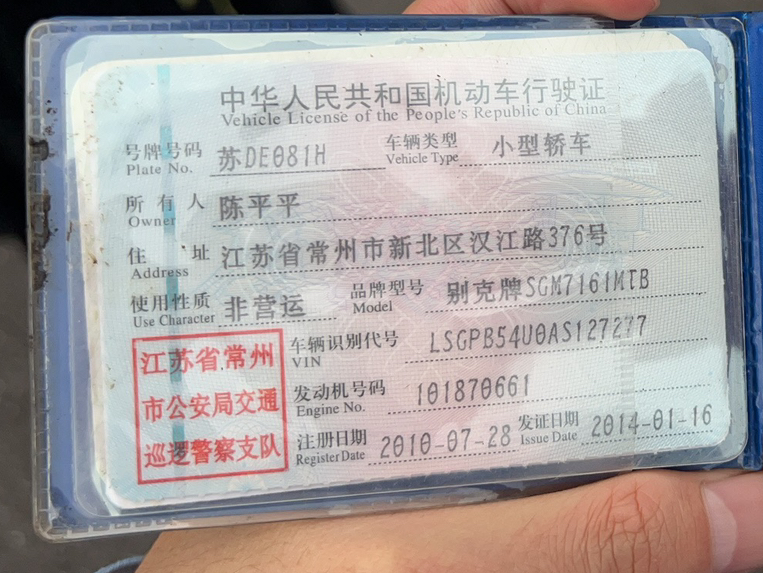 中华人民共和国机动车行驶证
Vehicle License of the People's Republic of China
号牌号码 Plate No. 苏DE081H 车辆类型 Vehicle Type 小型轿车
所有人 Owner 陈平平
住址 Address 江苏省常州市新北区汉江路376号
使用性质 Use Character 非营运 品牌型号 Model 别克牌SGM7161MTB
车辆识别代号 VIN LSGPB54U0AS127277
发动机号码 Engine No. 101870661
注册日期 Register Date 2010-07-28 发证日期 Issue Date 2014-01-16
江苏省常州
市公安局交通
巡逻警察支队